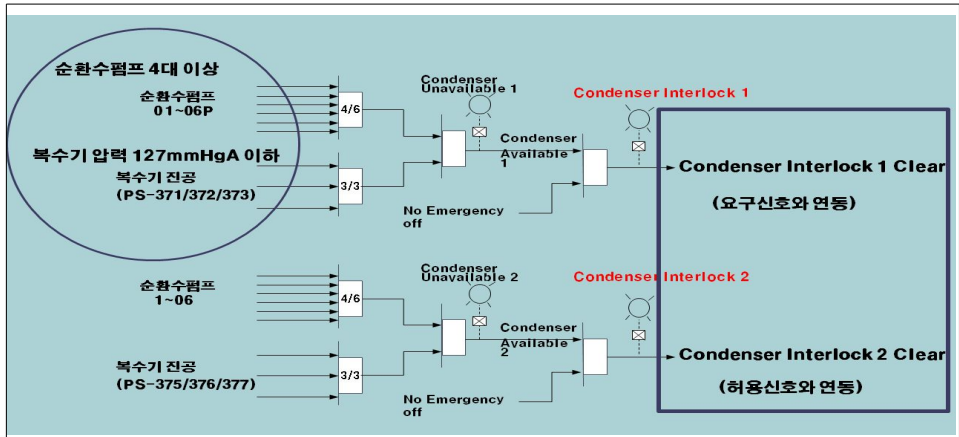 순환수펌프 4대 이상
순환수펌프
01~06P
4/6
Condenser
Unavailable 1
Condenser Interlock 1
복수기 압력 127mmHgA 이하
복수기 진공
(PS-371/372/373)
3/3
Condenser
Available
1
Condenser Interlock 1 Clear
(요구신호와 연동)
No Emergency
off
Condenser
Unavailable 2
Condenser Interlock 2
순환수펌프
1~06
4/6
Condenser
Available
2
복수기 진공
(PS-375/376/377)
3/3
Condenser Interlock 2 Clear
(허용신호와 연동)
No Emergency
off